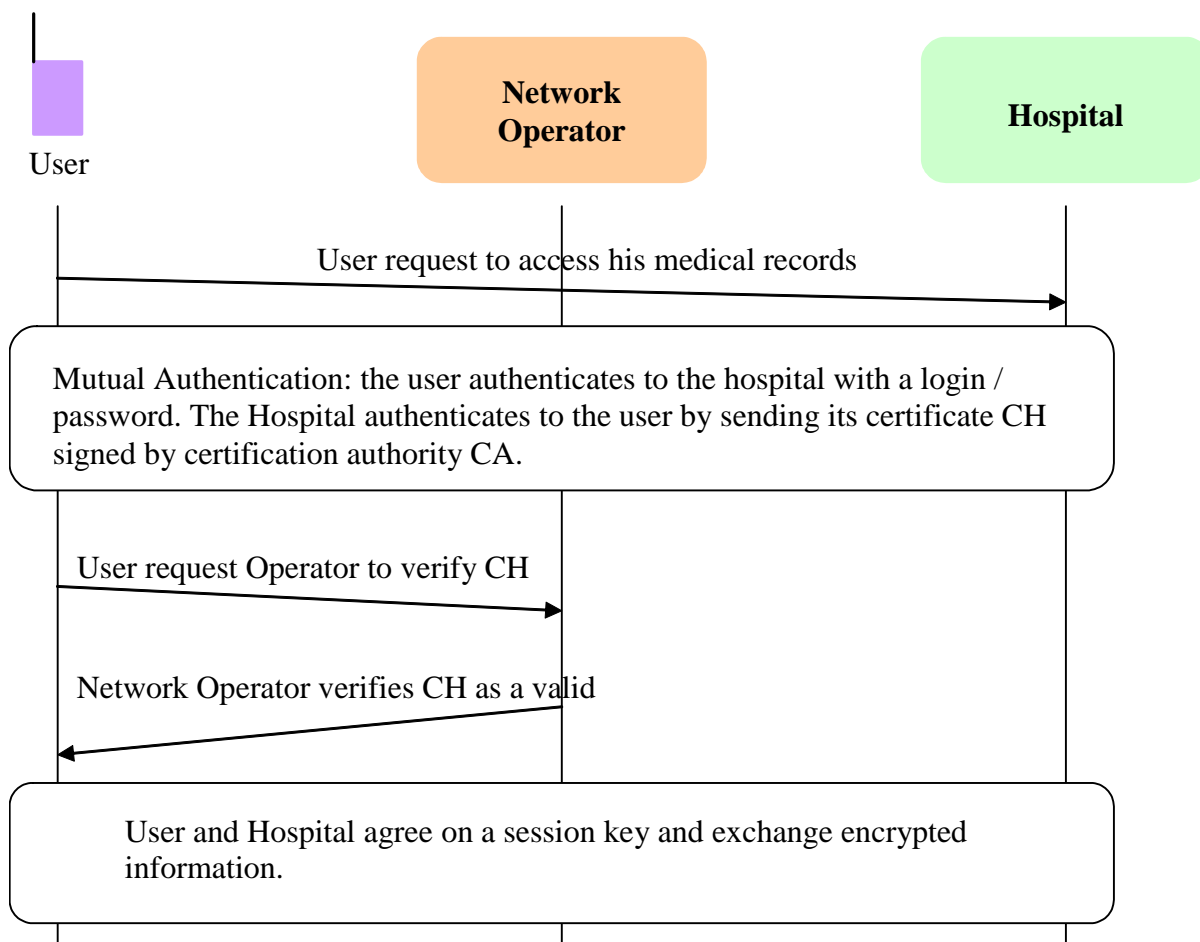 User
Network
Operator
Hospital
User request to access his medical records
Mutual Authentication: the user authenticates to the hospital with a login /
password. The Hospital authenticates to the user by sending its certificate CH
signed by certification authority CA.
User request Operator to verify CH
Network Operator verifies CH as a valid
User and Hospital agree on a session key and exchange encrypted
information.